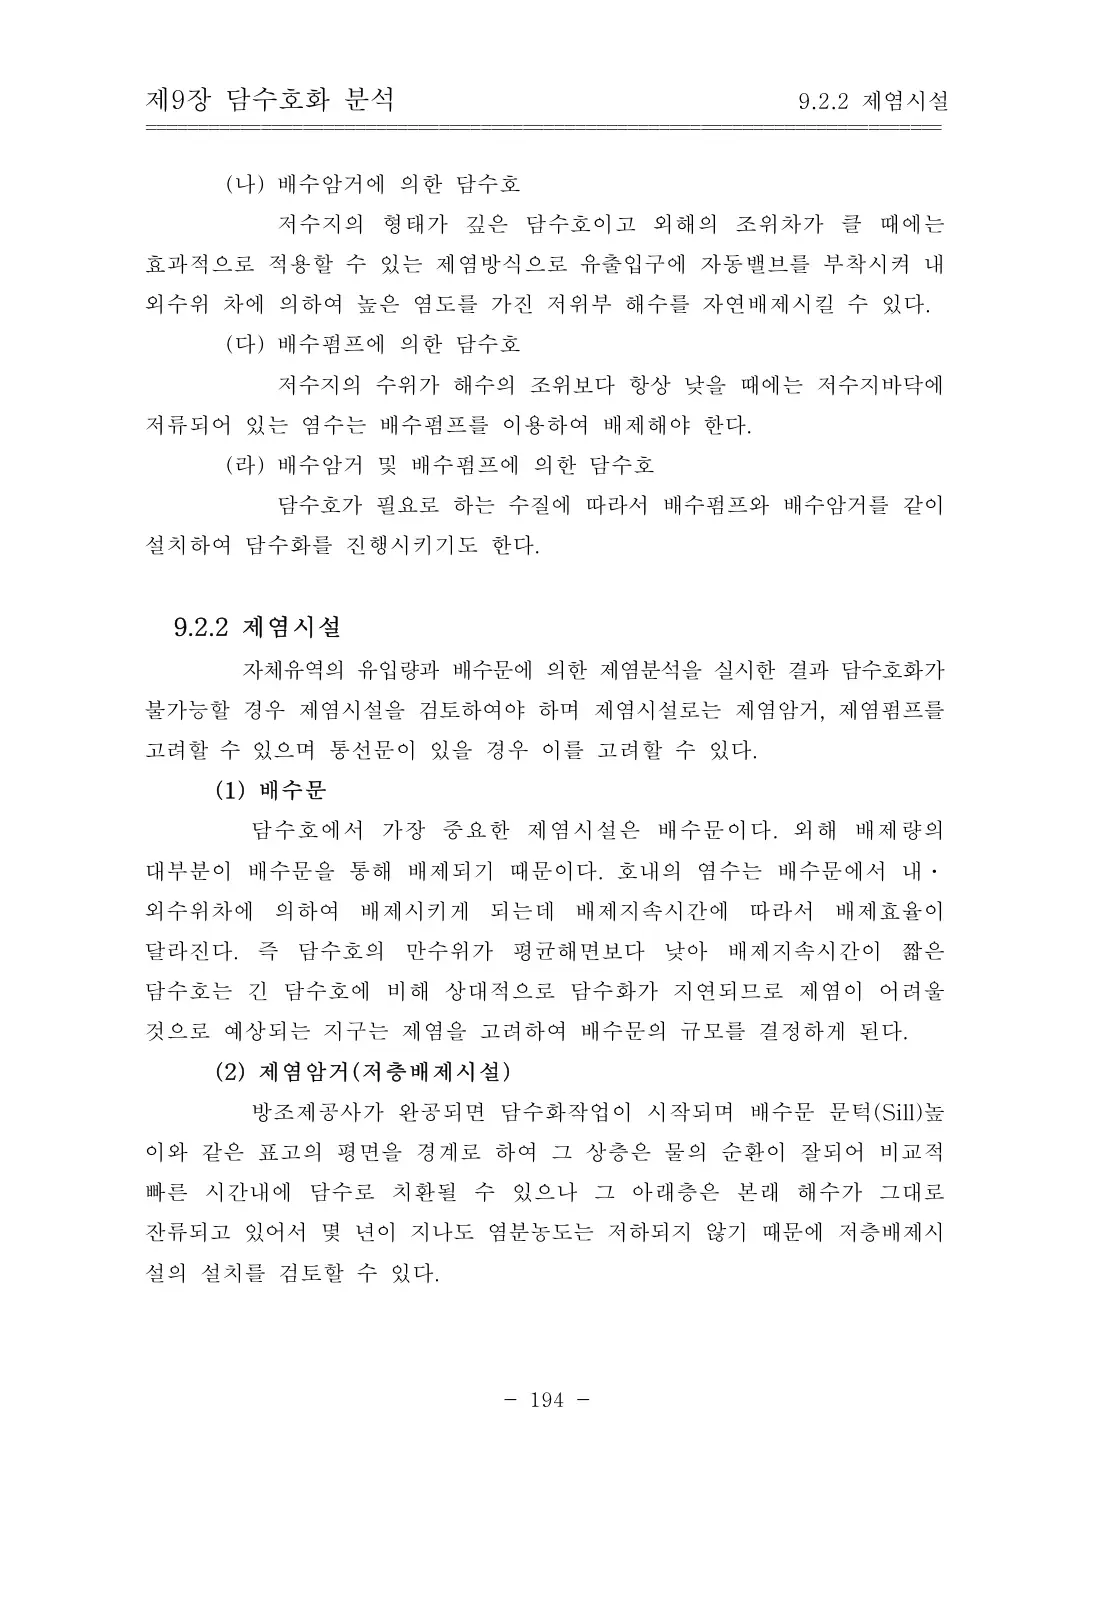 제9장 담수호화 분석 9.2.2 제염시설
(나) 배수암거에 의한 담수호
저수지의 형태가 깊은 담수호이고 외해의 조위차가 클 때에는
효과적으로 적용할 수 있는 제염방식으로 유출입구에 자동밸브를 부착시켜 내
외수위 차에 의하여 높은 염도를 가진 저위부 해수를 자연배제시킬 수 있다.
(다) 배수펌프에 의한 담수호
저수지의 수위가 해수의 조위보다 항상 낮을 때에는 저수지바닥에
저류되어 있는 염수는 배수펌프를 이용하여 배제해야 한다.
(라) 배수암거 및 배수펌프에 의한 담수호
담수호가 필요로 하는 수질에 따라서 배수펌프와 배수암거를 같이
설치하여 담수화를 진행시키기도 한다.
9.2.2 제염시설
자체유역의 유입량과 배수문에 의한 제염분석을 실시한 결과 담수호화가
불가능할 경우 제염시설을 검토하여야 하며 제염시설로는 제염암거, 제염펌프를
고려할 수 있으며 통선문이 있을 경우 이를 고려할 수 있다.
(1) 배수문
담수호에서 가장 중요한 제염시설은 배수문이다. 외해 배제량의
대부분이 배수문을 통해 배제되기 때문이다. 호내의 염수는 배수문에서 내·
외수위차에 의하여 배제시키게 되는데 배제지속시간에 따라서 배제효율이
달라진다. 즉 담수호의 만수위가 평균해면보다 낮아 배제지속시간이 짧은
담수호는 긴 담수호에 비해 상대적으로 담수화가 지연되므로 제염이 어려울
것으로 예상되는 지구는 제염을 고려하여 배수문의 규모를 결정하게 된다.
(2) 제염암거(저층배제시설)
방조제공사가 완공되면 담수화작업이 시작되며 배수문 문턱(Sill)높
이와 같은 표고의 평면을 경계로 하여 그 상층은 물의 순환이 잘되어 비교적
빠른 시간내에 담수로 치환될 수 있으나 그 아래층은 본래 해수가 그대로
잔류되고 있어서 몇 년이 지나도 염분농도는 저하되지 않기 때문에 저층배제시
설의 설치를 검토할 수 있다.
- 194 -